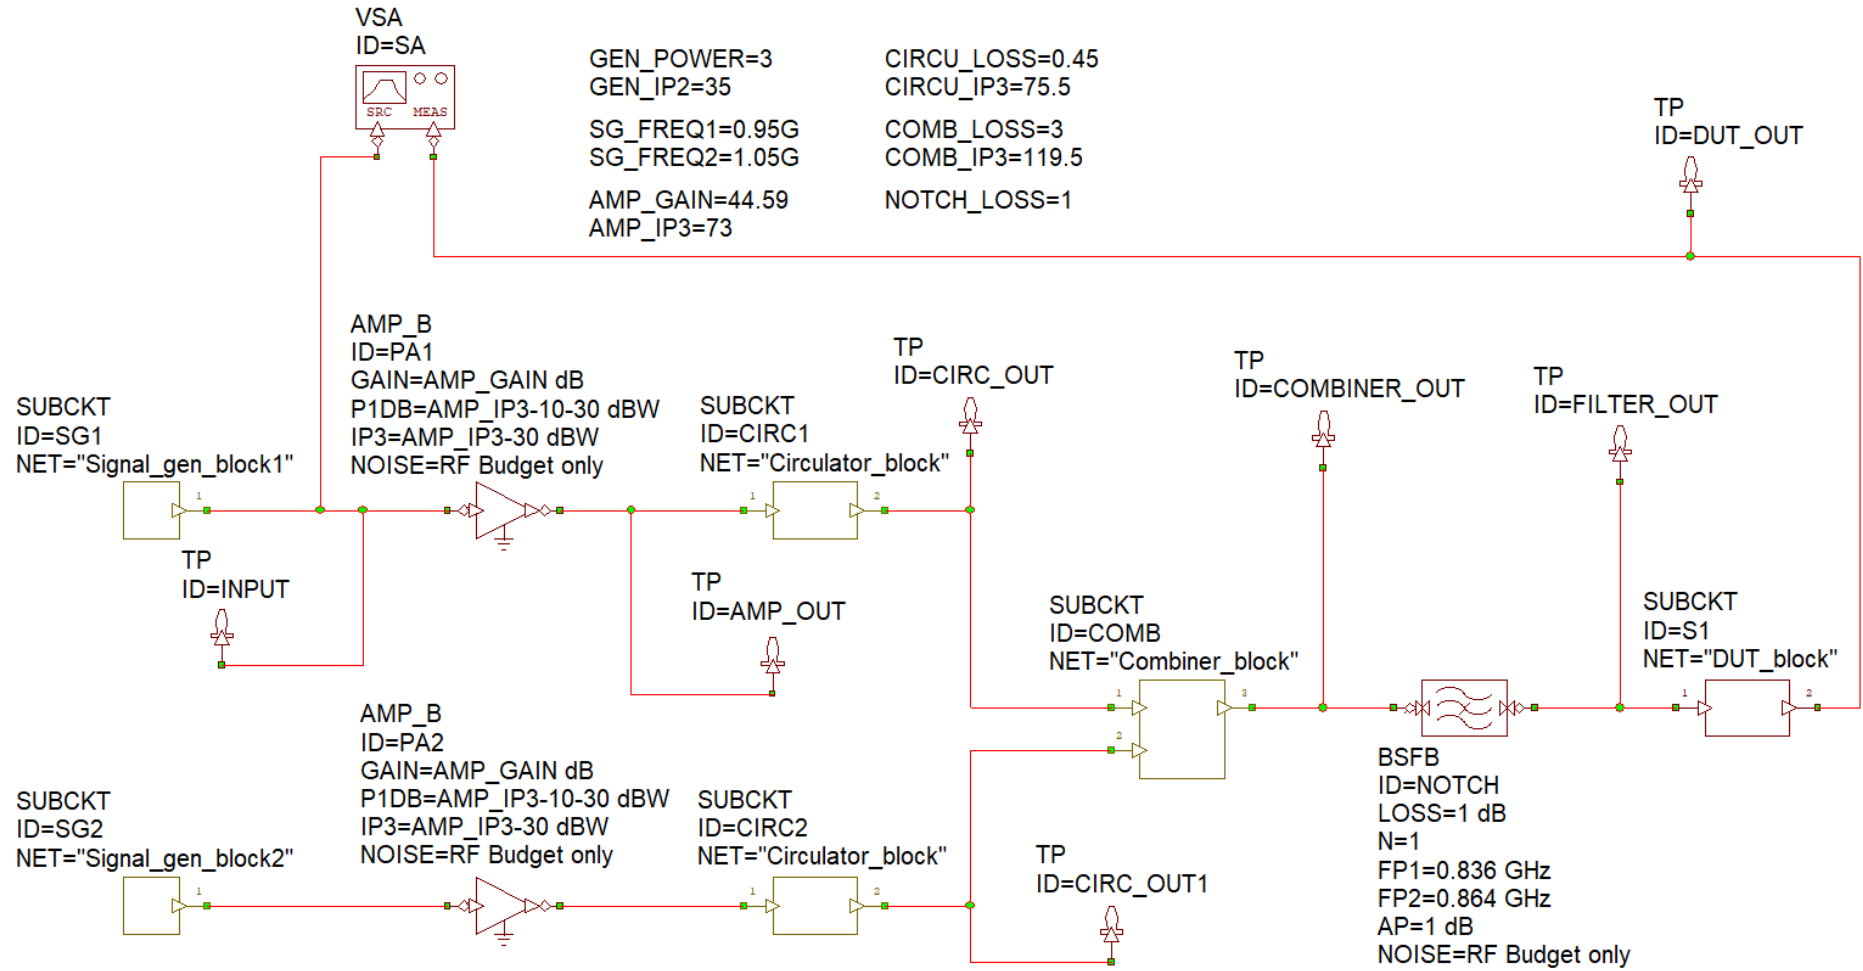 VSA
ID=SA
SRC MEAS
GEN_POWER=3
GEN_IP2=35
SG_FREQ1=0.95G
SG_FREQ2=1.05G
AMP_GAIN=44.59
AMP_IP3=73
CIRCU_LOSS=0.45
CIRCU_IP3=75.5
COMB_LOSS=3
COMB_IP3=119.5
NOTCH_LOSS=1
TP
ID=DUT_OUT
AMP_B
ID=PA1
GAIN=AMP_GAIN dB
P1DB=AMP_IP3-10-30 dBW
IP3=AMP_IP3-30 dBW
NOISE=RF Budget only
SUBCKT
ID=SG1
NET="Signal_gen_block1"
1
SUBCKT
ID=CIRC1
NET="Circulator_block"
1
2
TP
ID=CIRC_OUT
TP
ID=COMBINER_OUT
TP
ID=FILTER_OUT
TP
ID=INPUT
TP
ID=AMP_OUT
SUBCKT
ID=COMB
NET="Combiner_block"
1
2
3
SUBCKT
ID=S1
NET="DUT_block"
1
2
AMP_B
ID=PA2
GAIN=AMP_GAIN dB
P1DB=AMP_IP3-10-30 dBW
IP3=AMP_IP3-30 dBW
NOISE=RF Budget only
SUBCKT
ID=SG2
NET="Signal_gen_block2"
1
SUBCKT
ID=CIRC2
NET="Circulator_block"
1
2
TP
ID=CIRC_OUT1
BSFB
ID=NOTCH
LOSS=1 dB
N=1
FP1=0.836 GHz
FP2=0.864 GHz
AP=1 dB
NOISE=RF Budget only